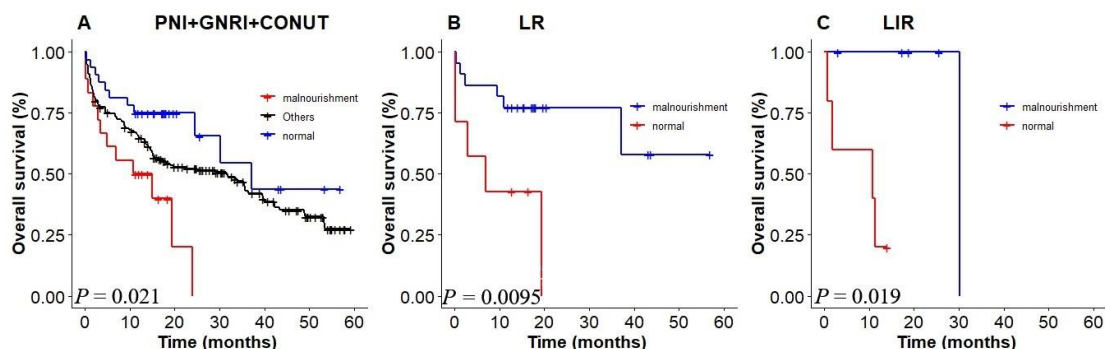 A PNI+GNRI+CONUT
Overall survival (%)
1.00
0.75
0.50
0.25
0.00
malnourishment
Others
normal
P = 0.021
0 10 20 30 40 50 60
Time (months)
B LR
Overall survival (%)
1.00
0.75
0.50
0.25
0.00
malnourishment
normal
P = 0.0095
0 10 20 30 40 50 60
Time (months)
C LIR
Overall survival (%)
1.00
0.75
0.50
0.25
0.00
malnourishment
normal
P = 0.019
0 10 20 30 40 50 60
Time (months)